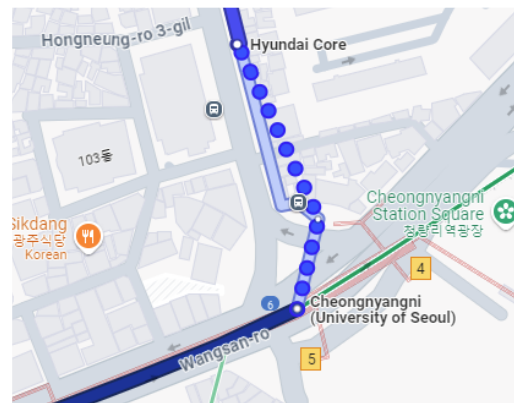 Hongneung-ro 3-gil
Hyundai Core
103동
Sikdang
광주식당
Korean
Cheongnyangni
Station Square
청량리역광장
4
6
Cheongnyangni
(University of Seoul)
Wangsan-ro
5